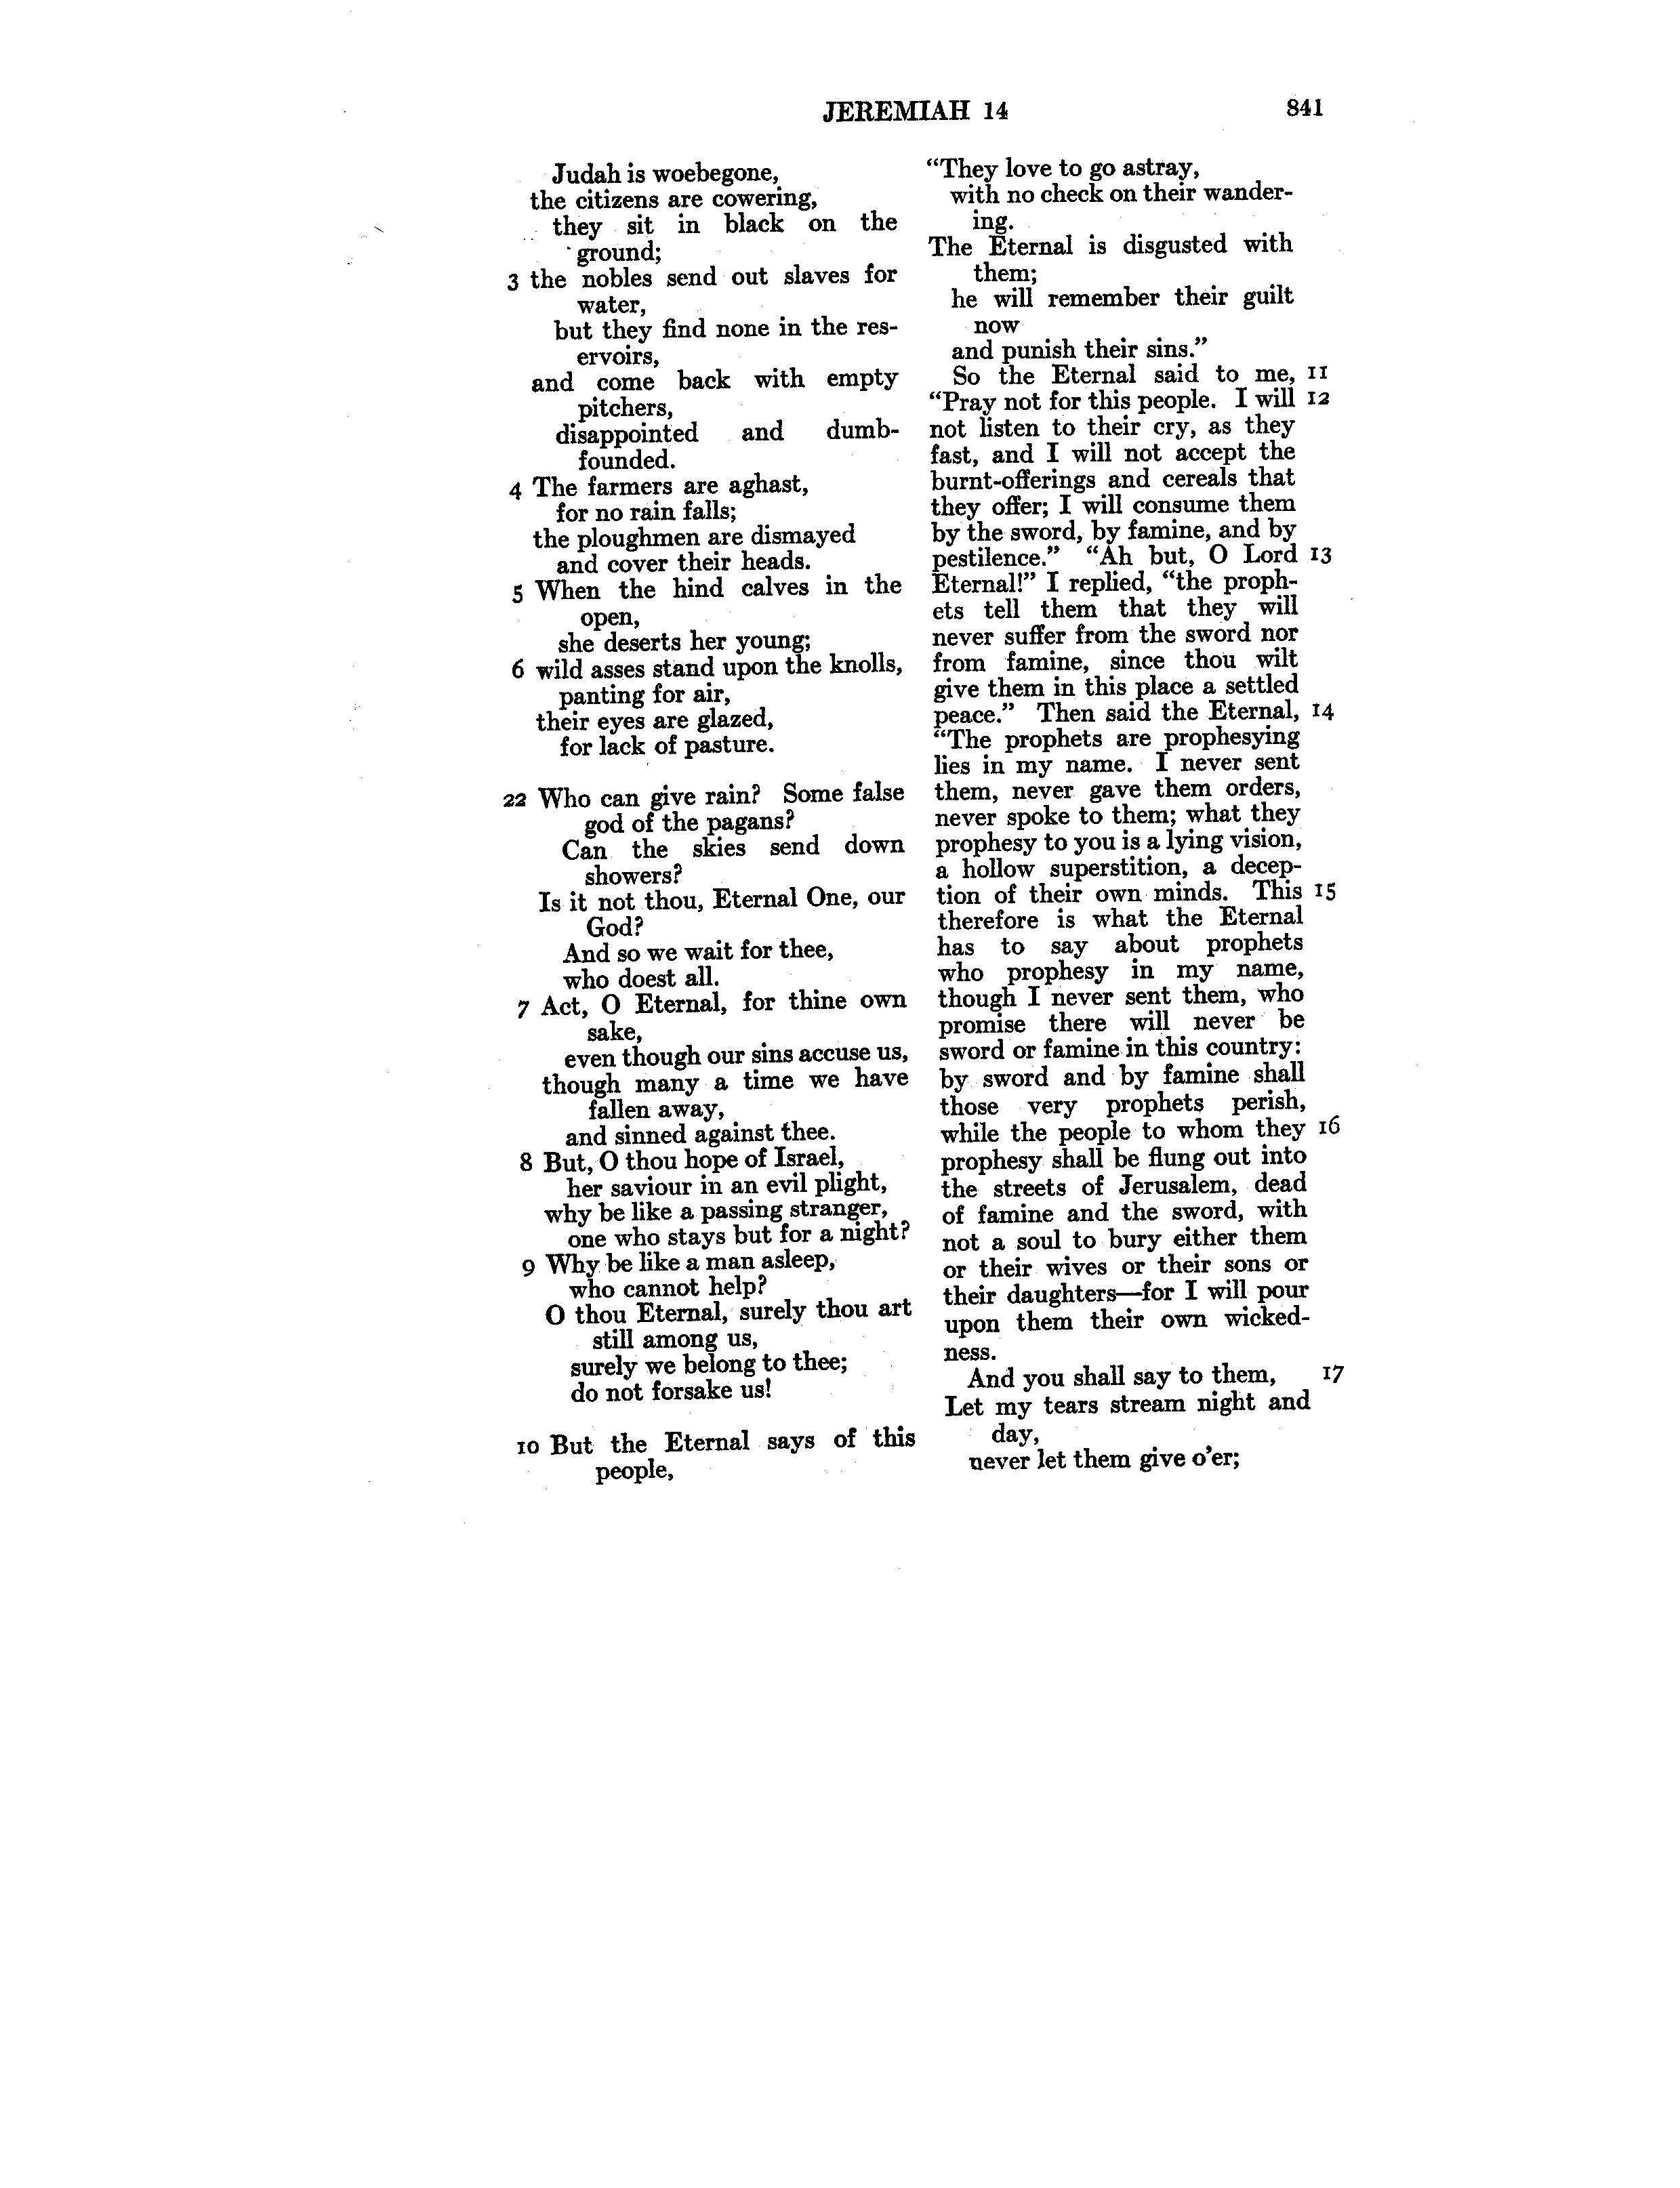 JEREMIAH 14 841
Judah is woebegone,
the citizens are cowering,
they sit in black on the
ground;
3 the nobles send out slaves for
water,
but they find none in the res-
ervoirs,
and come back with empty
pitchers,
disappointed and dumb-
founded.
4 The farmers are aghast,
for no rain falls;
the ploughmen are dismayed
and cover their heads.
5 When the hind calves in the
open,
she deserts her young;
6 wild asses stand upon the knolls,
panting for air,
their eyes are glazed,
for lack of pasture.
22 Who can give rain? Some false
god of the pagans?
Can the skies send down
showers?
Is it not thou, Eternal One, our
God?
And so we wait for thee,
who doest all.
7 Act, O Eternal, for thine own
sake,
even though our sins accuse us,
though many a time we have
fallen away,
and sinned against thee.
8 But, O thou hope of Israel,
her saviour in an evil plight,
why be like a passing stranger,
one who stays but for a night?
9 Why be like a man asleep,
who cannot help?
O thou Eternal, surely thou art
still among us,
surely we belong to thee;
do not forsake us!
10 But the Eternal says of this
people,
“They love to go astray,
with no check on their wander-
ing.
The Eternal is disgusted with
them;
he will remember their guilt
now
and punish their sins.”
So the Eternal said to me, 11
“Pray not for this people. I will 12
not listen to their cry, as they
fast, and I will not accept the
burnt-offerings and cereals that
they offer; I will consume them
by the sword, by famine, and by
pestilence.” “Ah but, O Lord 13
Eternal!” I replied, “the proph-
ets tell them that they will
never suffer from the sword nor
from famine, since thou wilt
give them in this place a settled
peace.” Then said the Eternal, 14
“The prophets are prophesying
lies in my name. I never sent
them, never gave them orders,
never spoke to them; what they
prophesy to you is a lying vision,
a hollow superstition, a decep-
tion of their own minds. This 15
therefore is what the Eternal
has to say about prophets
who prophesy in my name,
though I never sent them, who
promise there will never be
sword or famine in this country:
by sword and by famine shall
those very prophets perish,
while the people to whom they 16
prophesy shall be flung out into
the streets of Jerusalem, dead
of famine and the sword, with
not a soul to bury either them
or their wives or their sons or
their daughters—for I will pour
upon them their own wicked-
ness.
And you shall say to them, 17
Let my tears stream night and
day,
never let them give o’er;